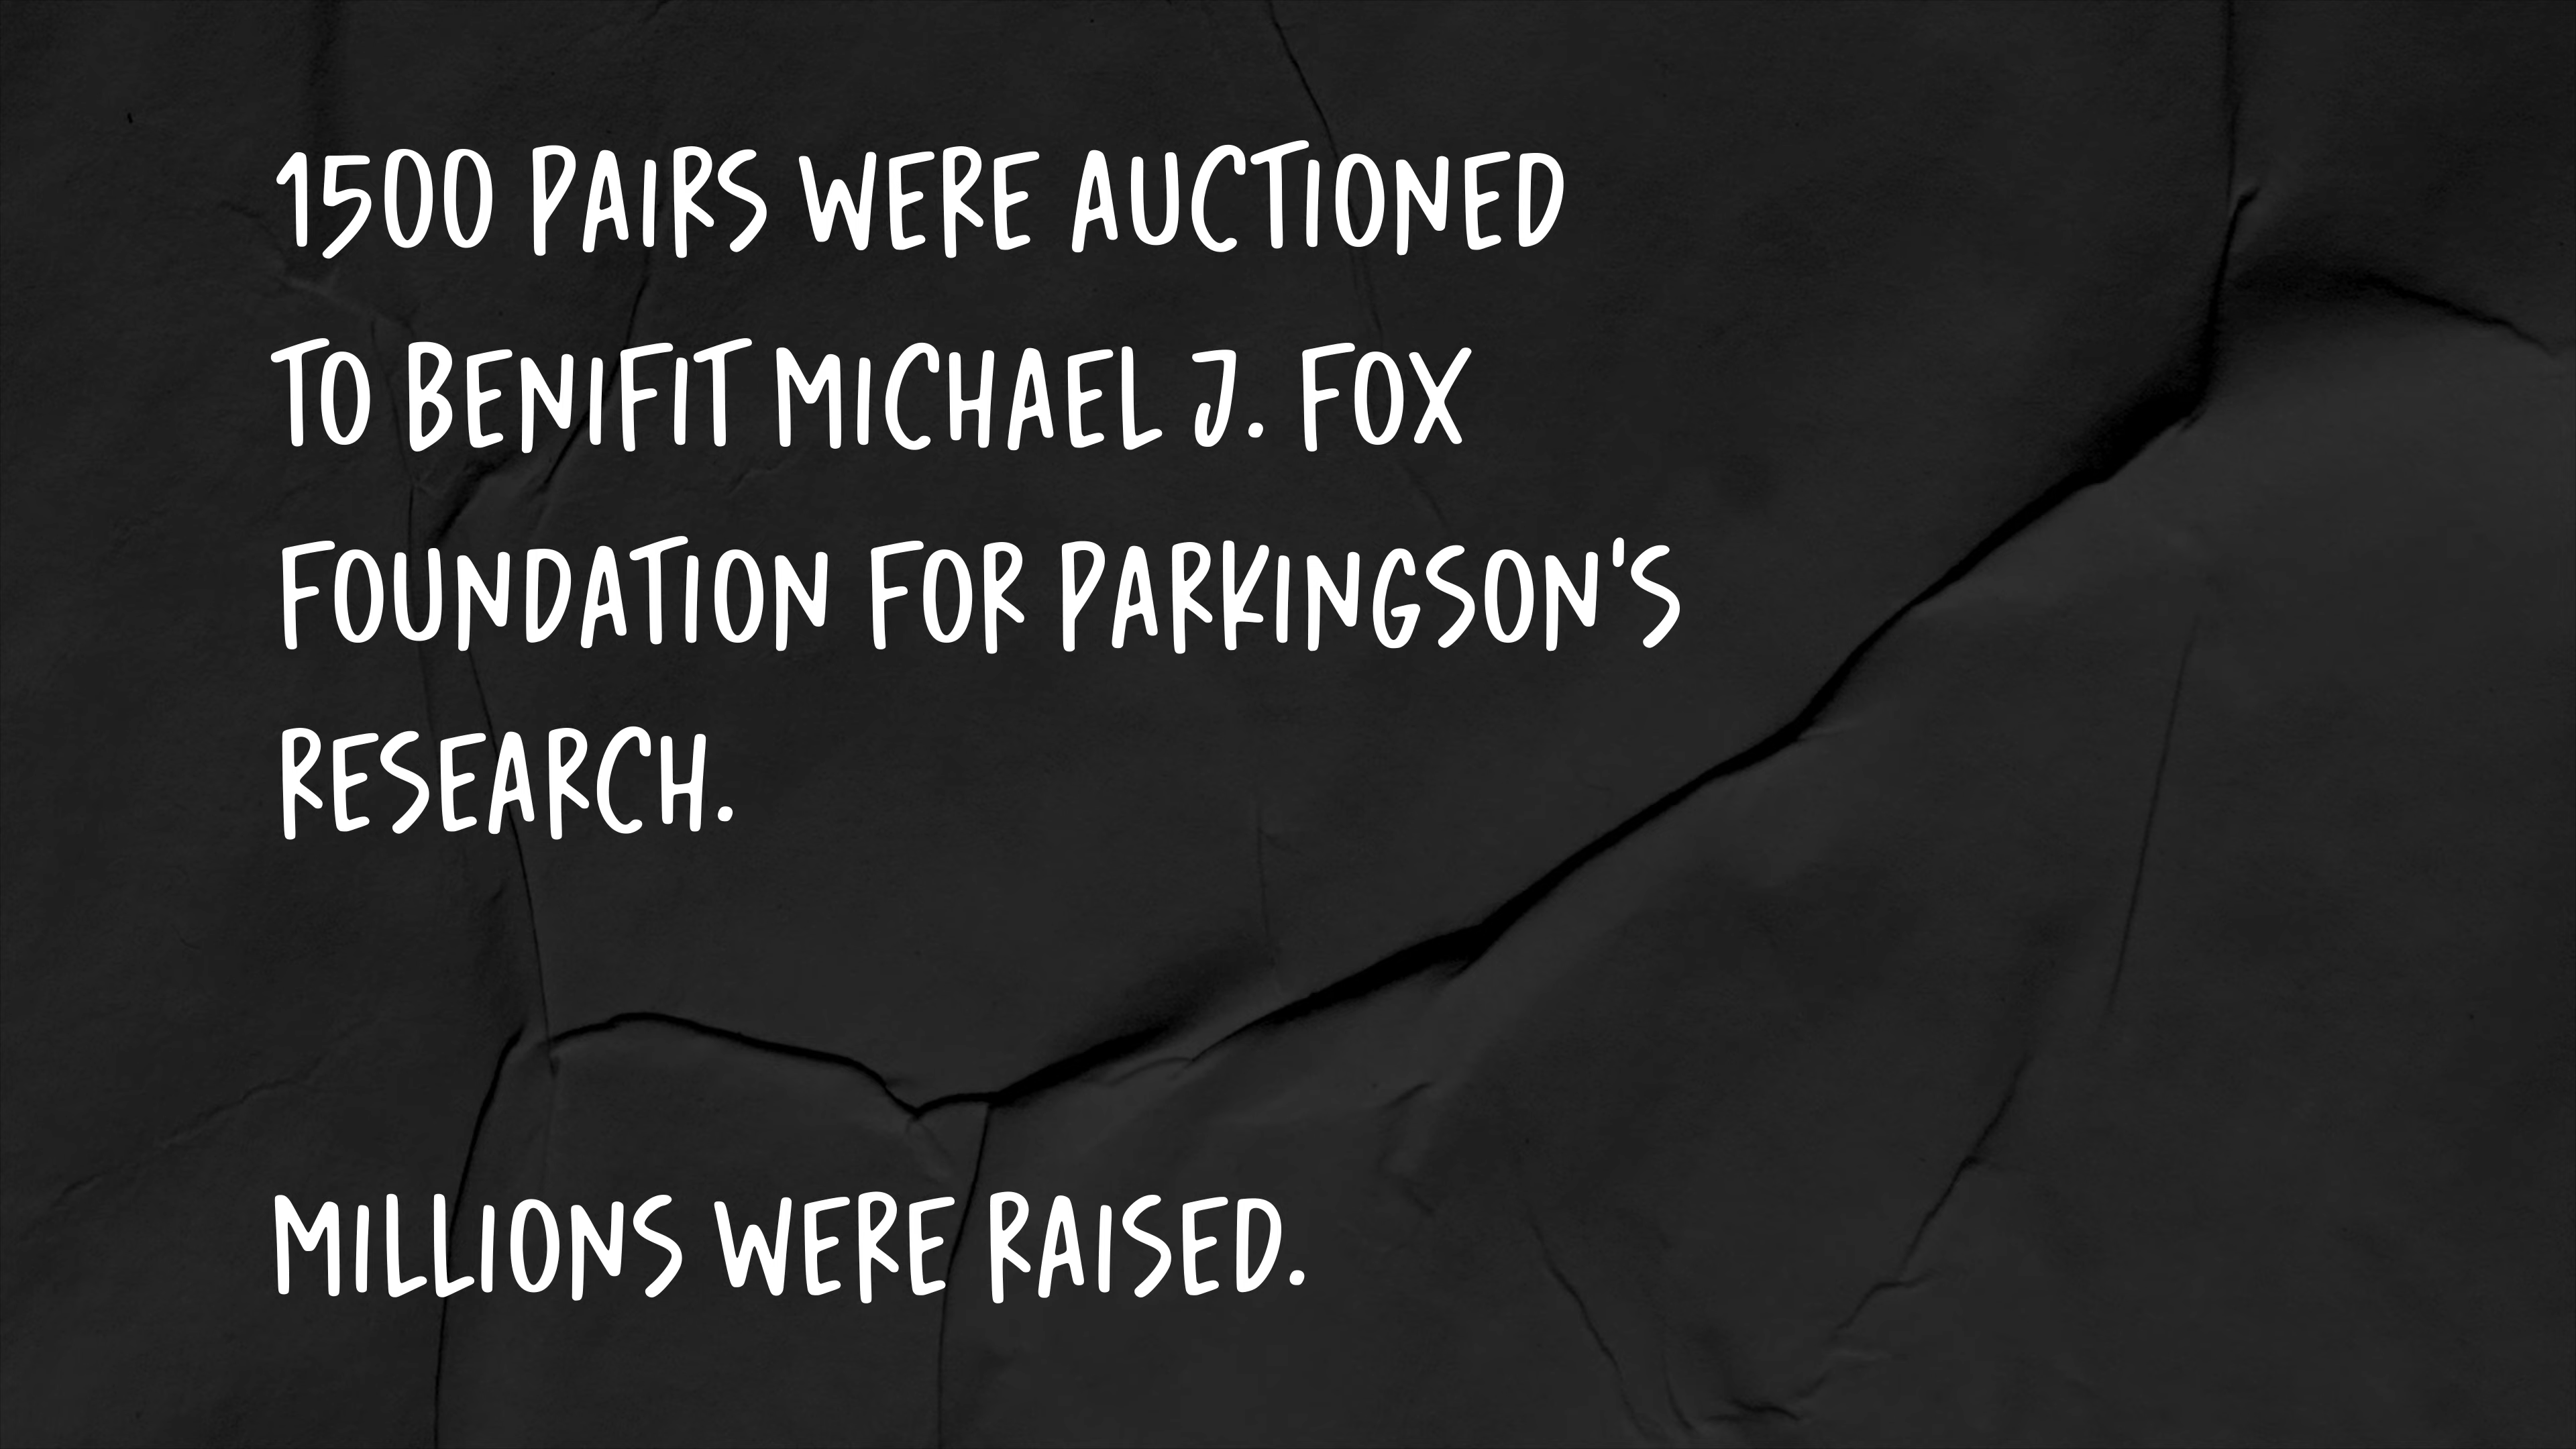 1500 PAIRS WERE AUCTIONED
TO BENIFIT MICHAEL J. FOX
FOUNDATION FOR PARKINGSON'S
RESEARCH.
MILLIONS WERE RAISED.